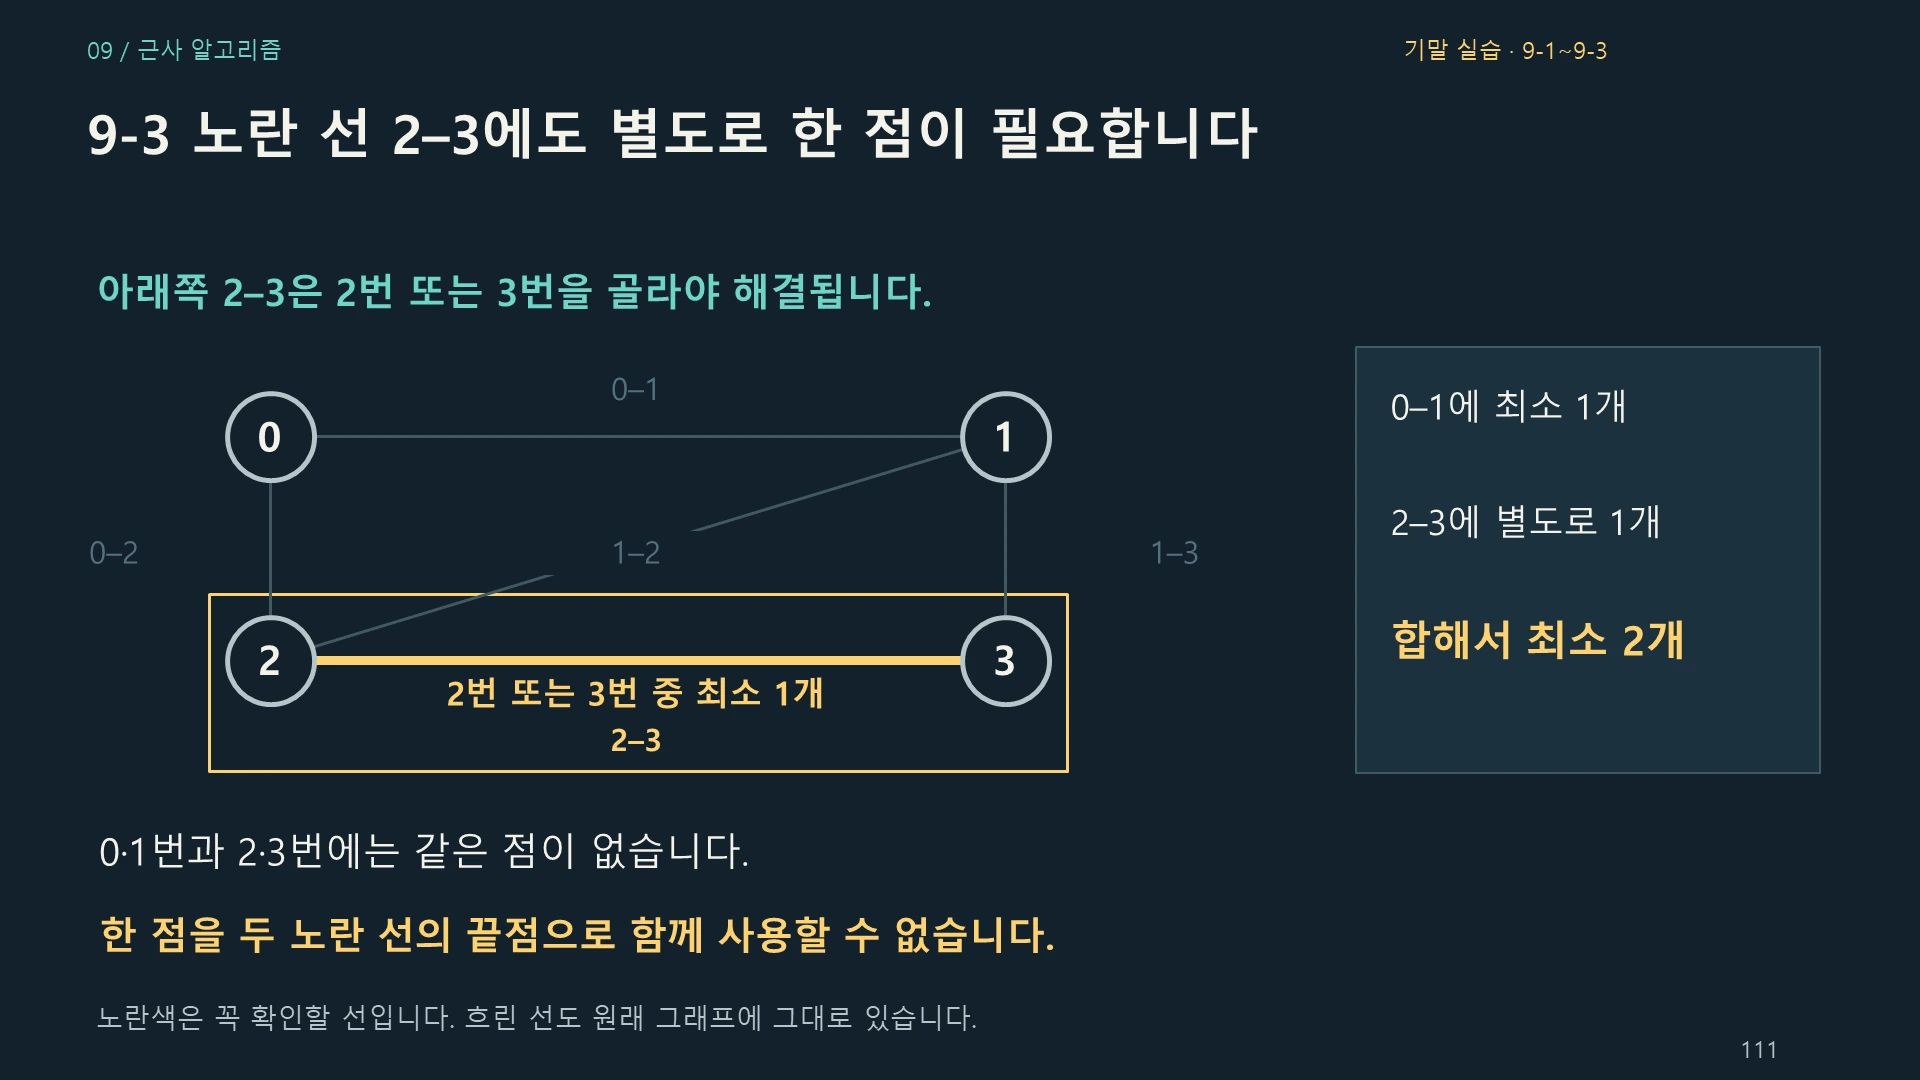 09 / 근사 알고리즘
기말 실습 · 9-1~9-3
9-3 노란 선 2–3에도 별도로 한 점이 필요합니다
아래쪽 2–3은 2번 또는 3번을 골라야 해결됩니다.
0–1
0
1
0–2
1–2
1–3
2
3
2번 또는 3번 중 최소 1개
2–3
0–1에 최소 1개
2–3에 별도로 1개
합해서 최소 2개
0·1번과 2·3번에는 같은 점이 없습니다.
한 점을 두 노란 선의 끝점으로 함께 사용할 수 없습니다.
노란색은 꼭 확인할 선입니다. 흐린 선도 원래 그래프에 그대로 있습니다.
111